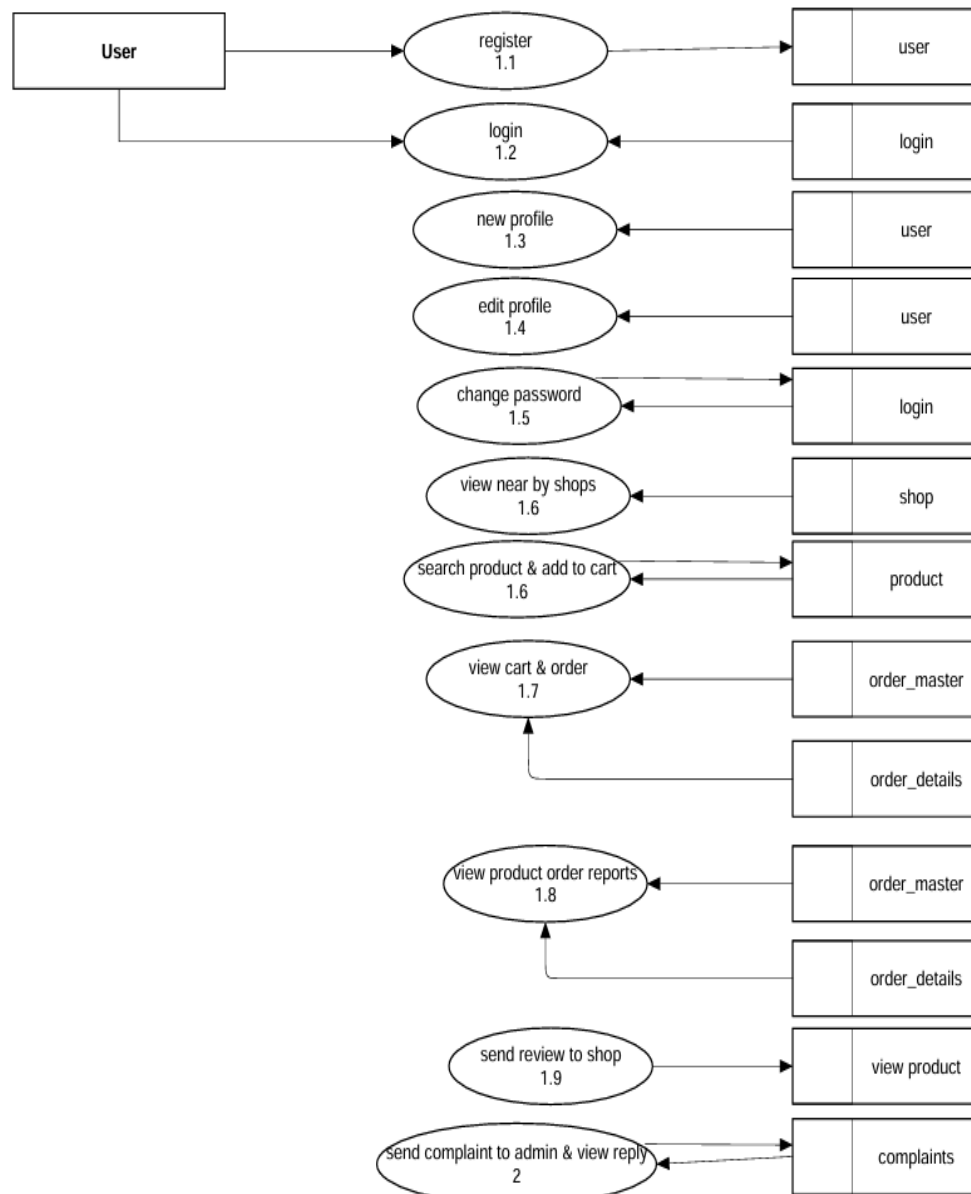 User
register
1.1
user
login
1.2
login
new profile
1.3
user
edit profile
1.4
user
change password
1.5
login
view near by shops
1.6
shop
search product & add to cart
1.6
product
view cart & order
1.7
order_master
order_details
view product order reports
1.8
order_master
order_details
send review to shop
1.9
view product
send complaint to admin & view reply
2
complaints